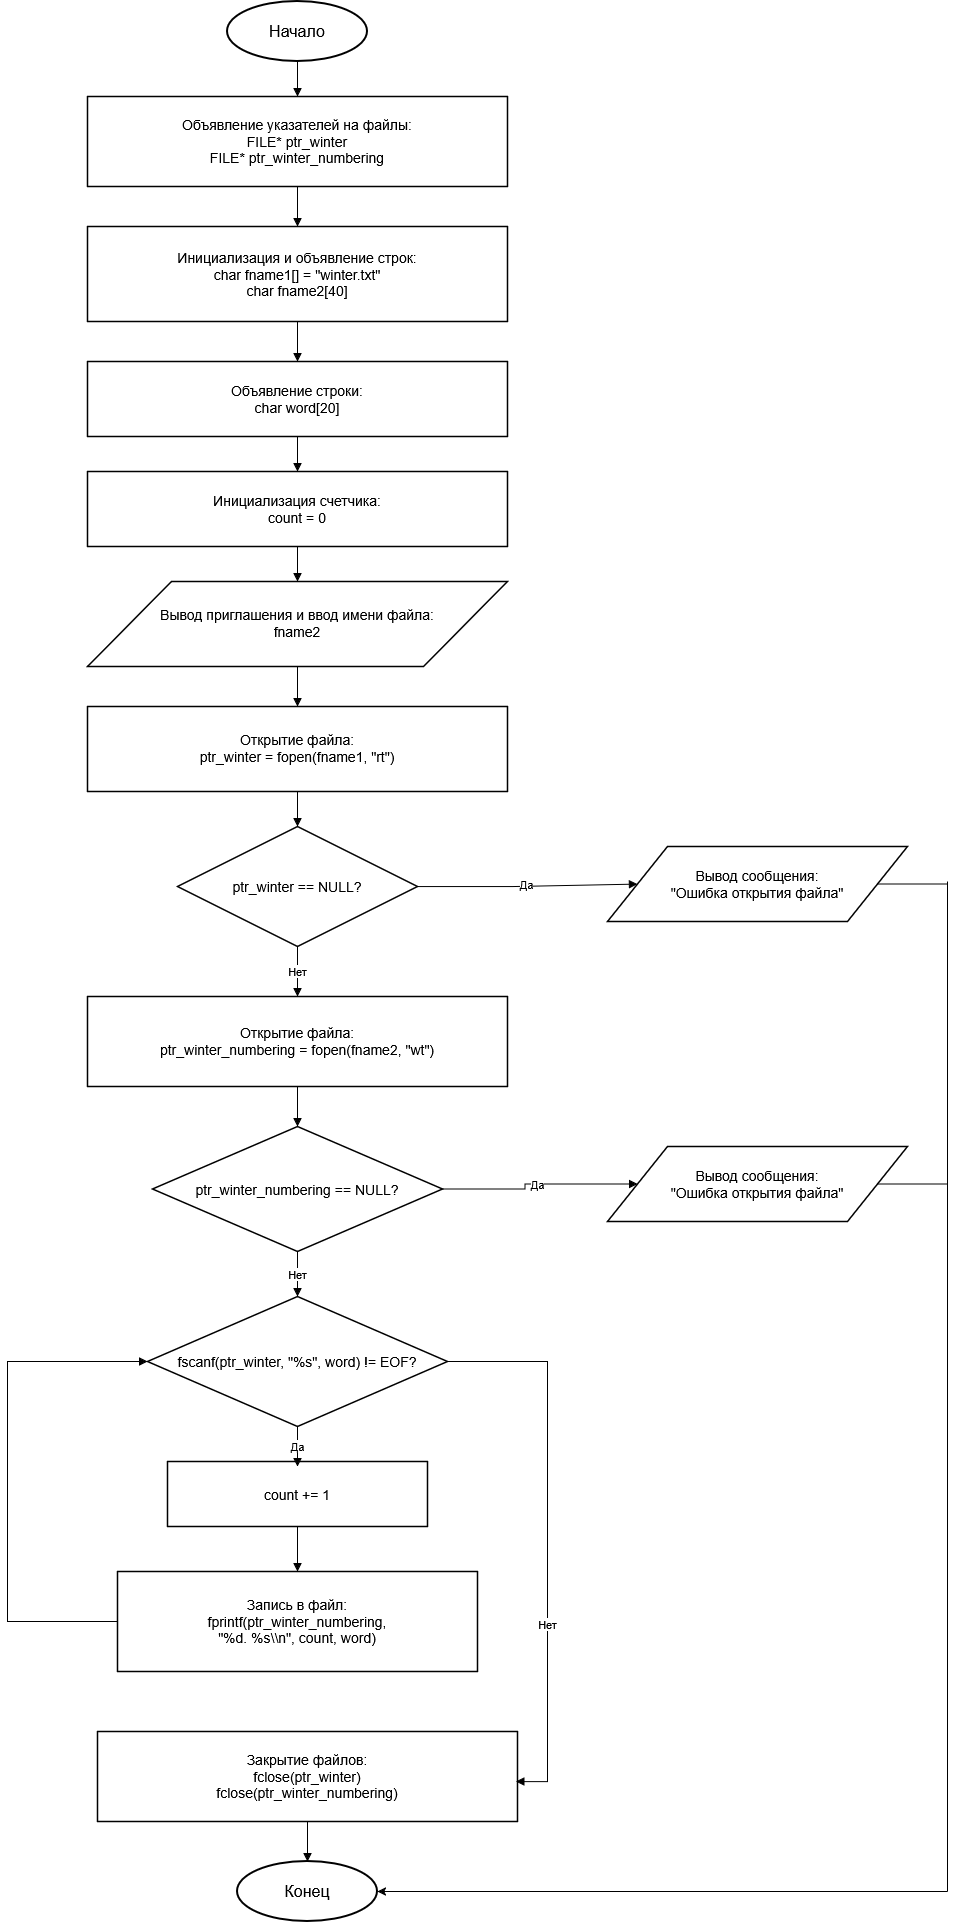 Начало
Объявление указателей на файлы:
FILE* ptr_winter
FILE* ptr_winter_numbering
Инициализация и объявление строк:
char fname1[] = "winter.txt"
char fname2[40]
Объявление строки:
char word[20]
Инициализация счетчика:
count = 0
Вывод приглашения и ввод имени файла:
fname2
Открытие файла:
ptr_winter = fopen(fname1, "rt")
ptr_winter == NULL?
Да
Вывод сообщения:
"Ошибка открытия файла"
Нет
Открытие файла:
ptr_winter_numbering = fopen(fname2, "wt")
ptr_winter_numbering == NULL?
Да
Вывод сообщения:
"Ошибка открытия файла"
Нет
fscanf(ptr_winter, "%s", word) != EOF?
Да
count += 1
Запись в файл:
fprintf(ptr_winter_numbering,
"%d. %s\\n", count, word)
Нет
Закрытие файлов:
fclose(ptr_winter)
fclose(ptr_winter_numbering)
Конец